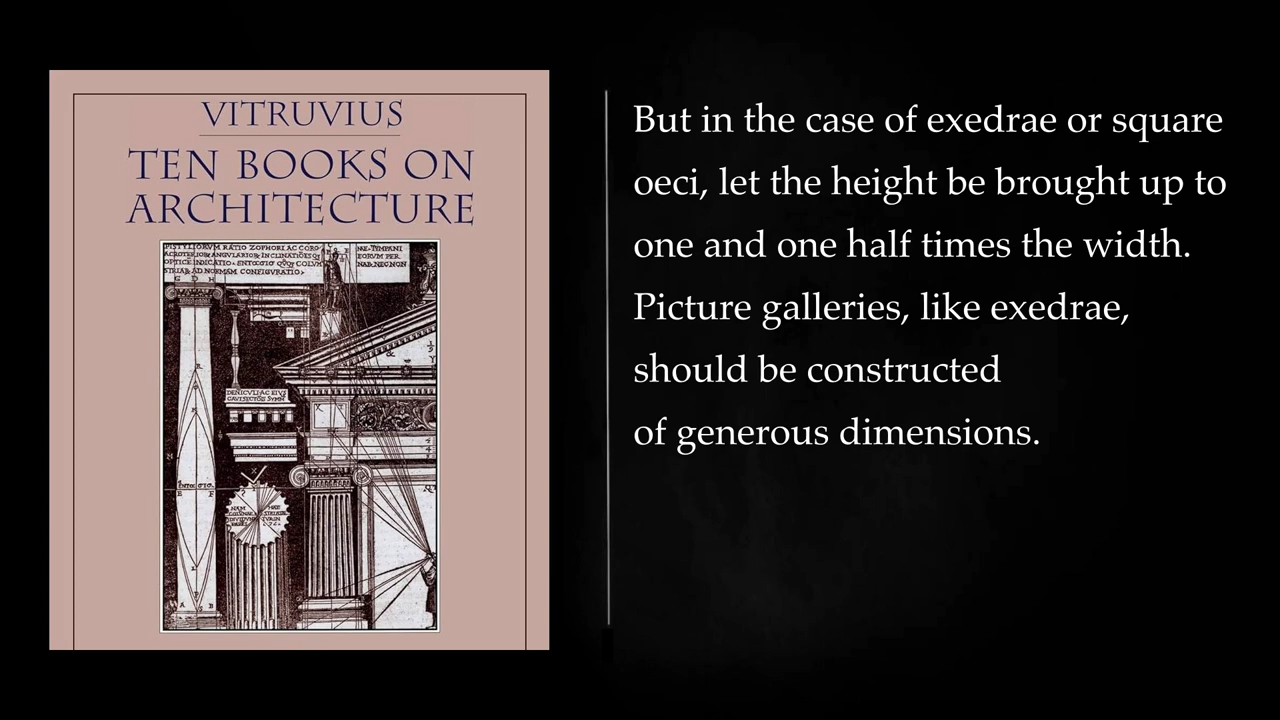 VITRUVIUS
TEN BOOKS ON
ARCHITECTURE
But in the case of exedrae or square
oeci, let the height be brought up to
one and one half times the width.
Picture galleries, like exedrae,
should be constructed
of generous dimensions.